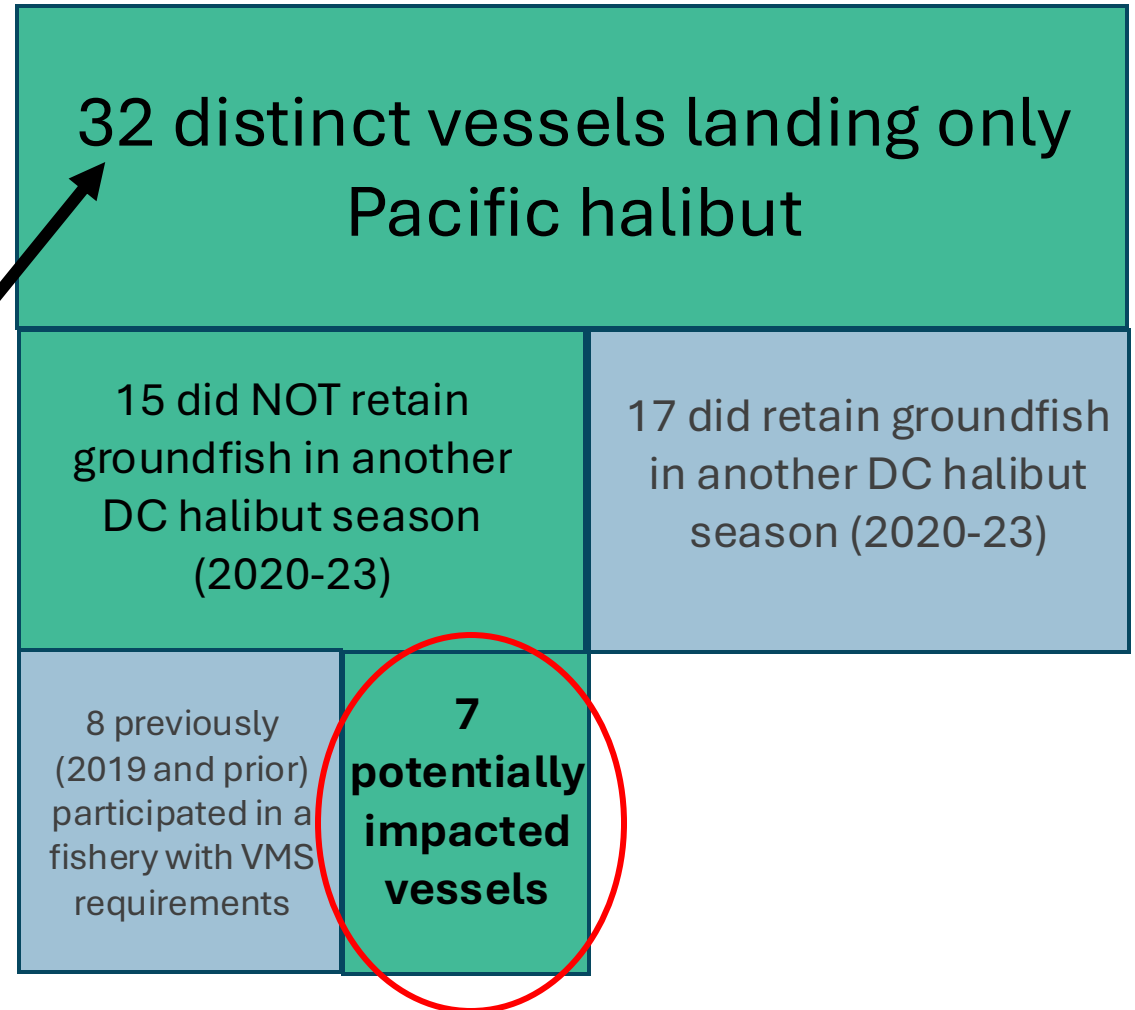 32 distinct vessels landing only
Pacific halibut
15 did NOT retain
groundfish in another
DC halibut season
(2020-23)
17 did retain groundfish
in another DC halibut
season (2020-23)
8 previously
(2019 and prior)
participated in a
fishery with VMS
requirements
7
potentially
impacted
vessels